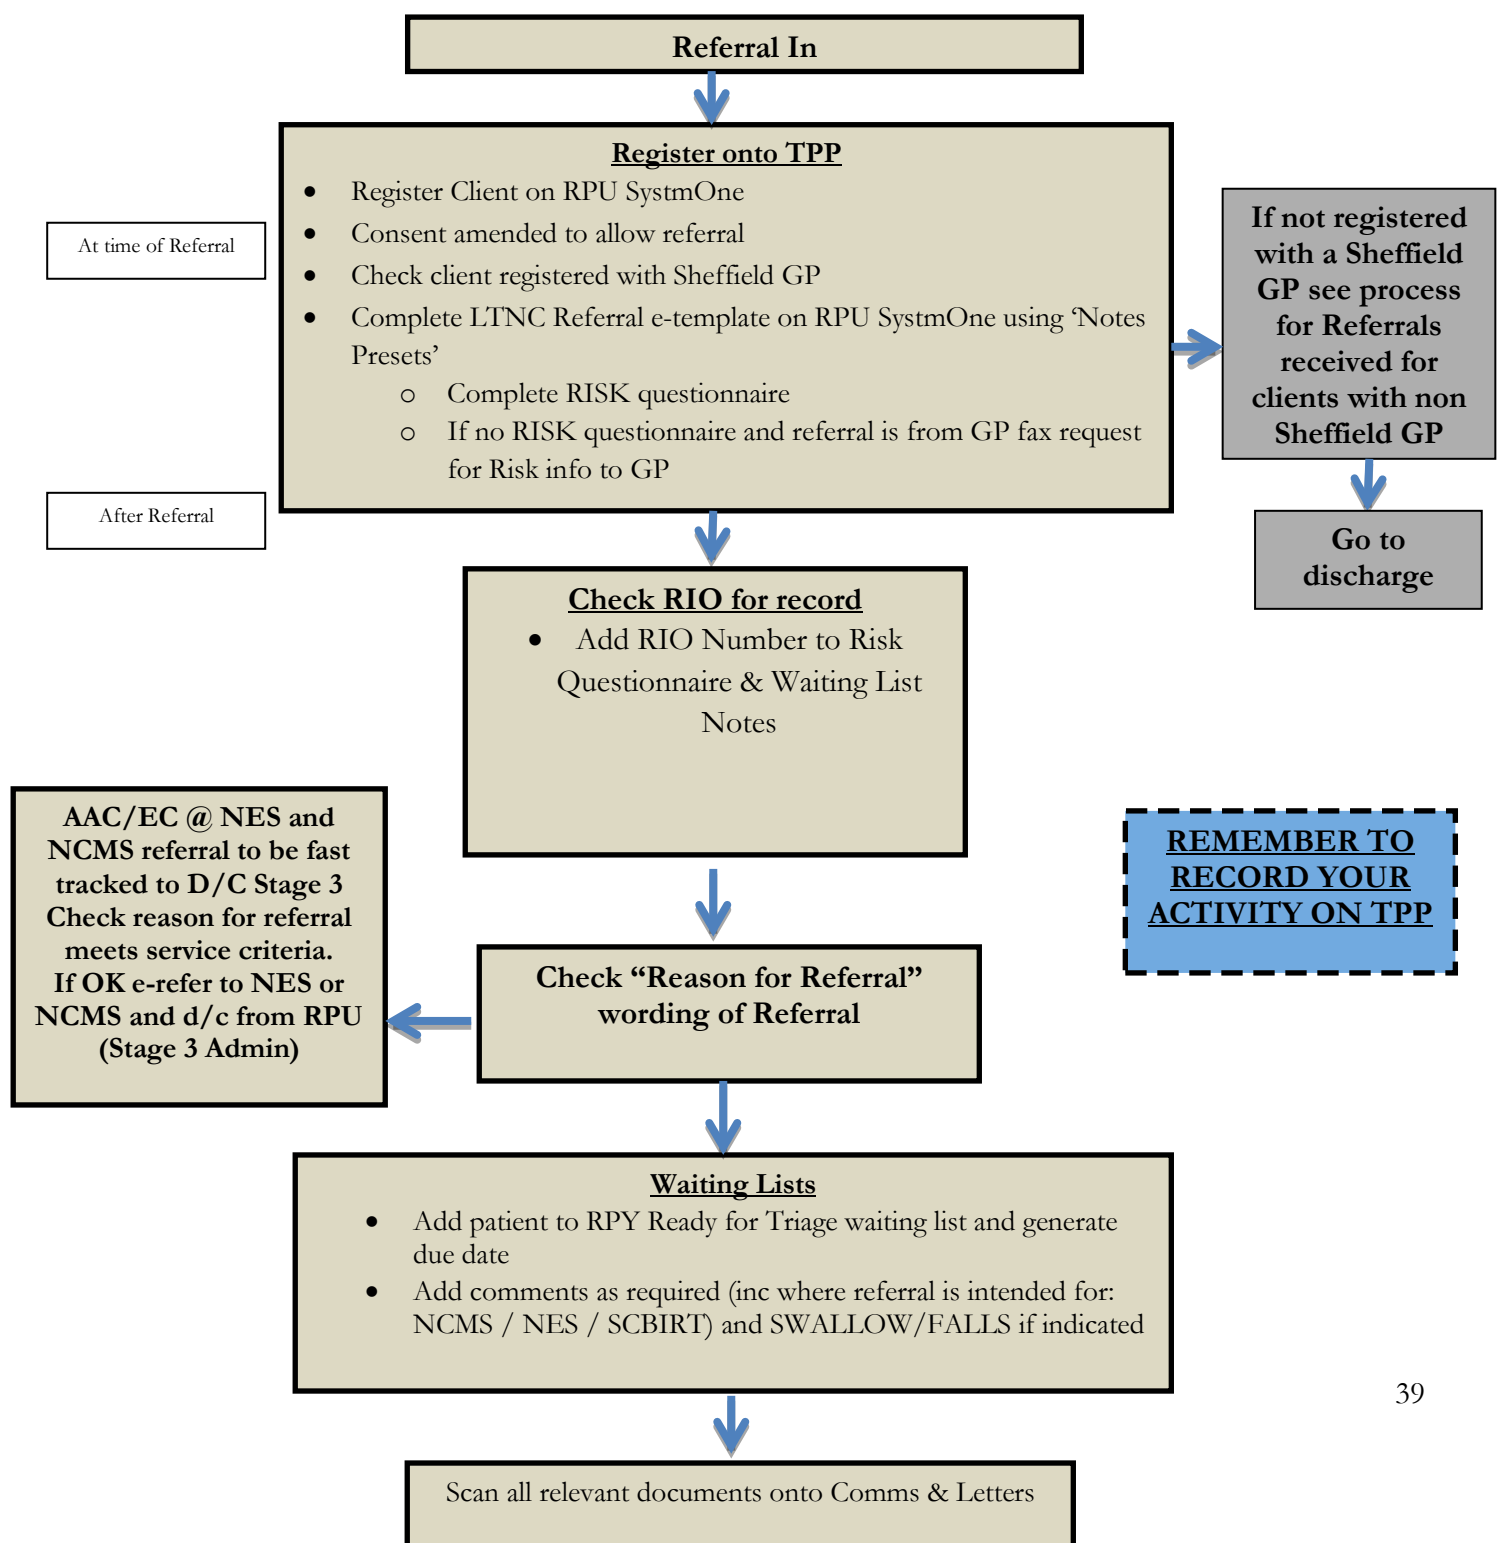 Referral In
Register onto TPP
• Register Client on RPU SystmOne
• Consent amended to allow referral
• Check client registered with Sheffield GP
• Complete LTNC Referral e-template on RPU SystmOne using ‘Notes
Presets’
o Complete RISK questionnaire
o If no RISK questionnaire and referral is from GP fax request
for Risk info to GP
At time of Referral
After Referral
If not registered
with a Sheffield
GP see process
for Referrals
received for
clients with non
Sheffield GP
Go to
discharge
Check RIO for record
• Add RIO Number to Risk
Questionnaire & Waiting List
Notes
AAC/EC @ NES and
NCMS referral to be fast
tracked to D/C Stage 3
Check reason for referral
meets service criteria.
If OK e-refer to NES or
NCMS and d/c from RPU
(Stage 3 Admin)
REMEMBER TO
RECORD YOUR
ACTIVITY ON TPP
Check “Reason for Referral”
wording of Referral
Waiting Lists
• Add patient to RPY Ready for Triage waiting list and generate
due date
• Add comments as required (inc where referral is intended for:
NCMS / NES / SCBIRT) and SWALLOW/FALLS if indicated
39
Scan all relevant documents onto Comms & Letters